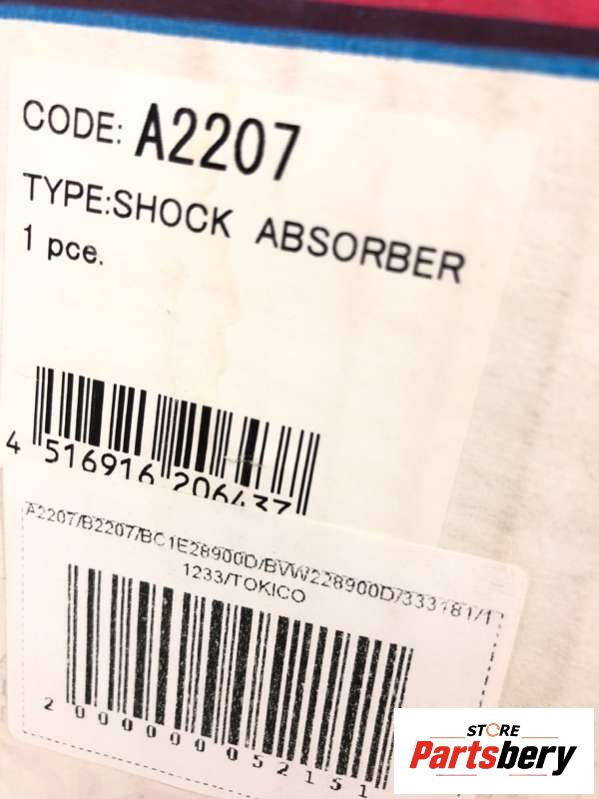 CODE: A2207
TYPE:SHOCK ABSORBER
1 pce.
4 516916 206437
A2207/B2207/BC1E28900D/BVW228900D/333181/1
1233/TOKICO
2 000000 52151
STORE
Partsbery